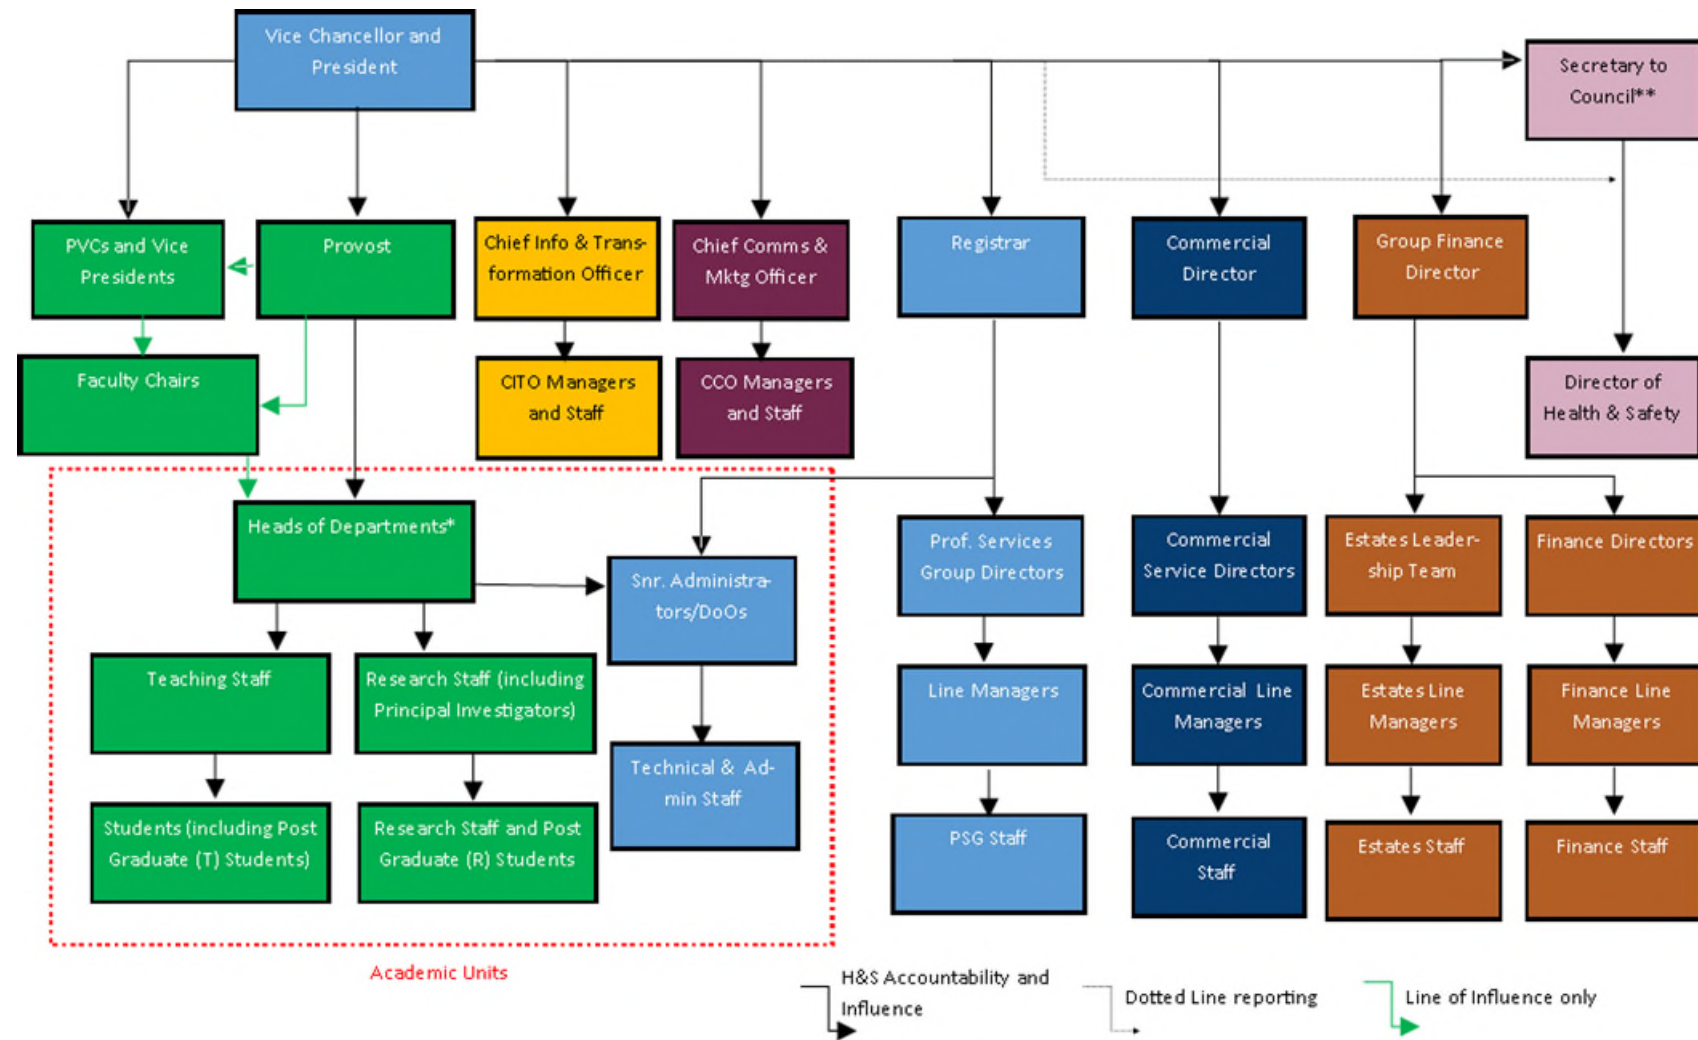 Vice Chancellor and
President
Secretary to
Council**
PVCs and Vice
Presidents
Provost
Chief Info & Trans-
formation Officer
Chief Comms &
Mktg Officer
Registrar
Commercial
Director
Group Finance
Director
Faculty Chairs
CITO Managers
and Staff
CCO Managers
and Staff
Director of
Health & Safety
Heads of Departments*
Snr. Administra-
tors/DoOs
Prof. Services
Group Directors
Commercial
Service Directors
Estates Leader-
ship Team
Finance Directors
Teaching Staff
Research Staff (including
Principal Investigators)
Line Managers
Commercial Line
Managers
Estates Line
Managers
Finance Line
Managers
Technical & Ad-
min Staff
Students (including Post
Graduate (T) Students)
Research Staff and Post
Graduate (R) Students
PSG Staff
Commercial
Staff
Estates Staff
Finance Staff
Academic Units
H&S Accountability and
Influence
Dotted Line reporting
Line of Influence only